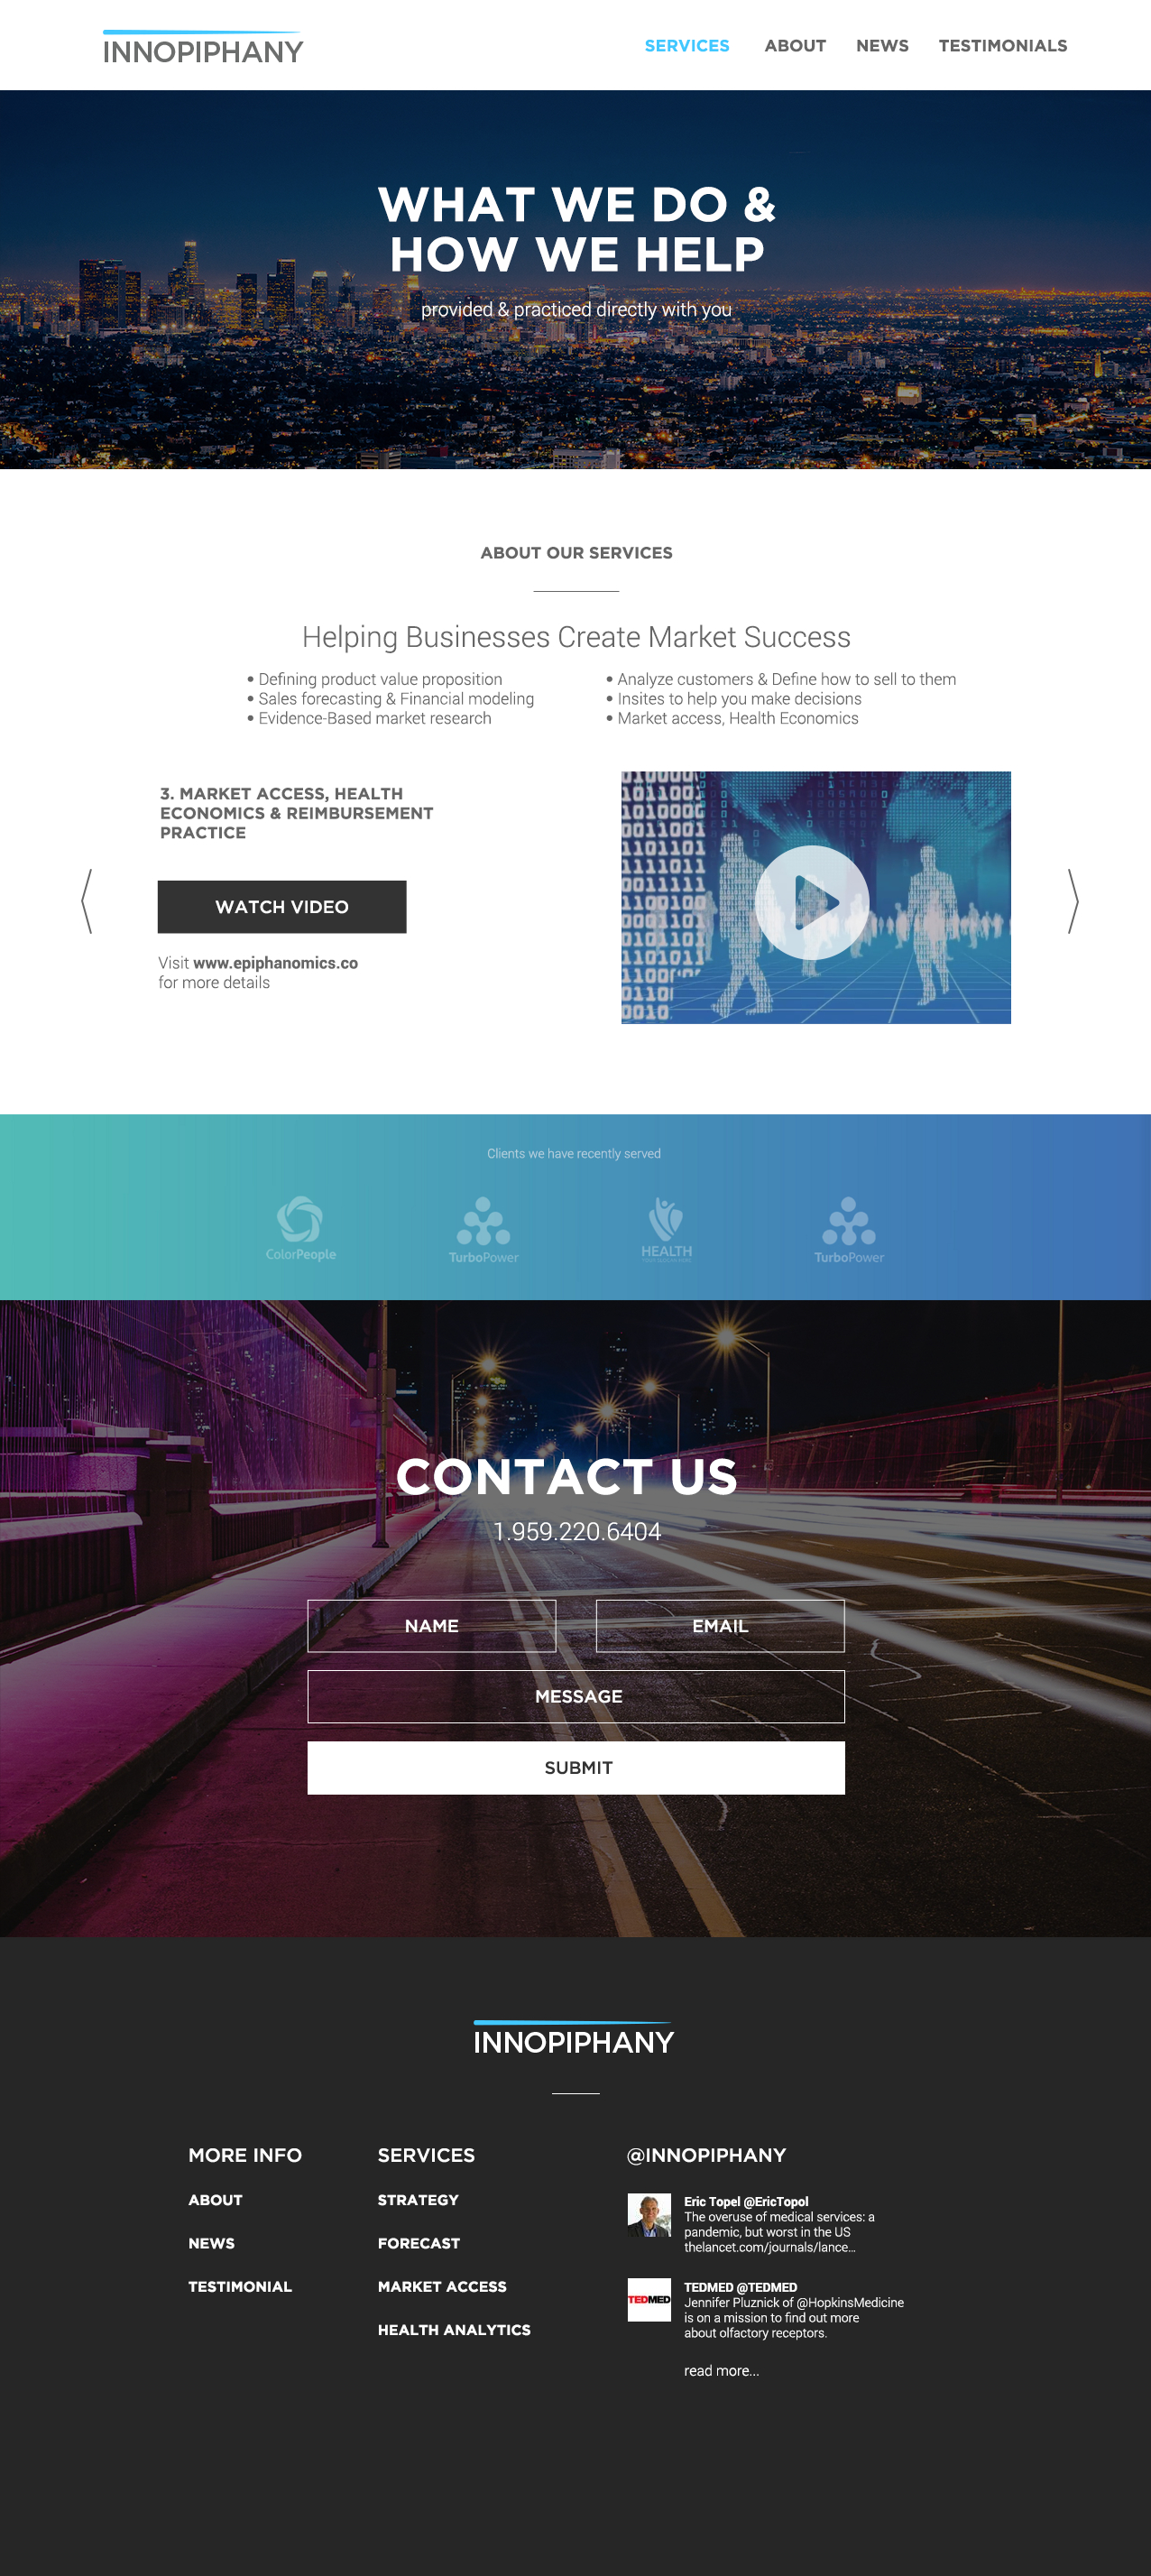 INNOPIPHANY
SERVICES ABOUT NEWS TESTIMONIALS
WHAT WE DO &
HOW WE HELP
provided & practiced directly with you
ABOUT OUR SERVICES
Helping Businesses Create Market Success
• Defining product value proposition
• Sales forecasting & Financial modeling
• Evidence-Based market research
• Analyze customers & Define how to sell to them
• Insites to help you make decisions
• Market access, Health Economics
3. MARKET ACCESS, HEALTH
ECONOMICS & REIMBURSEMENT
PRACTICE
WATCH VIDEO
Visit www.epiphanomics.co
for more details
Clients we have recently served
ColorPeople
TurboPower
HEALTH
TurboPower
CONTACT US
1.959.220.6404
NAME
EMAIL
MESSAGE
SUBMIT
INNOPIPHANY
MORE INFO
ABOUT
NEWS
TESTIMONIAL
SERVICES
STRATEGY
FORECAST
MARKET ACCESS
HEALTH ANALYTICS
@INNOPIPHANY
Eric Topel @EricTopol
The overuse of medical services: a
pandemic, but worst in the US
thelancet.com/journals/lance...
TEDMED
TEDMED @TEDMED
Jennifer Pluznick of @HopkinsMedicine
is on a mission to find out more
about olfactory receptors.
read more...